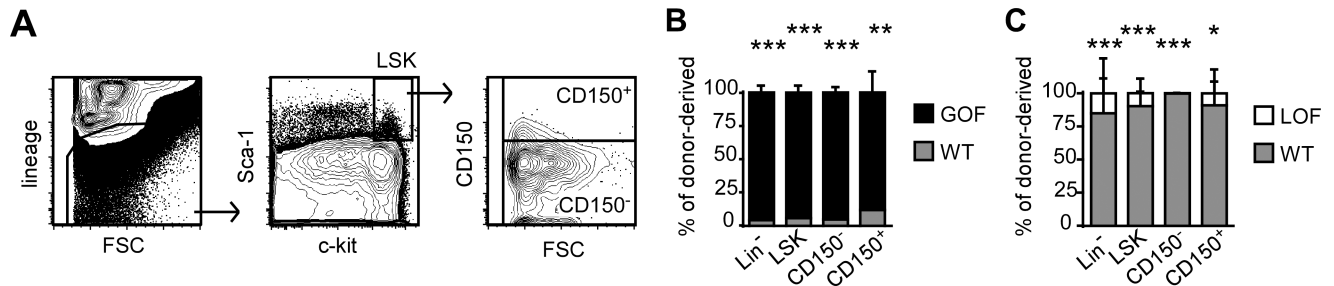 A
LSK
lineage
FSC
Sca-1
c-kit
CD150
CD150⁺
CD150⁻
FSC
B
*** *** *** **
% of donor-derived
100
75
50
25
0
Lin⁻
LSK
CD150⁻
CD150⁺
GOF
WT
C
*** *** *** *
% of donor-derived
100
75
50
25
0
Lin⁻
LSK
CD150⁻
CD150⁺
LOF
WT